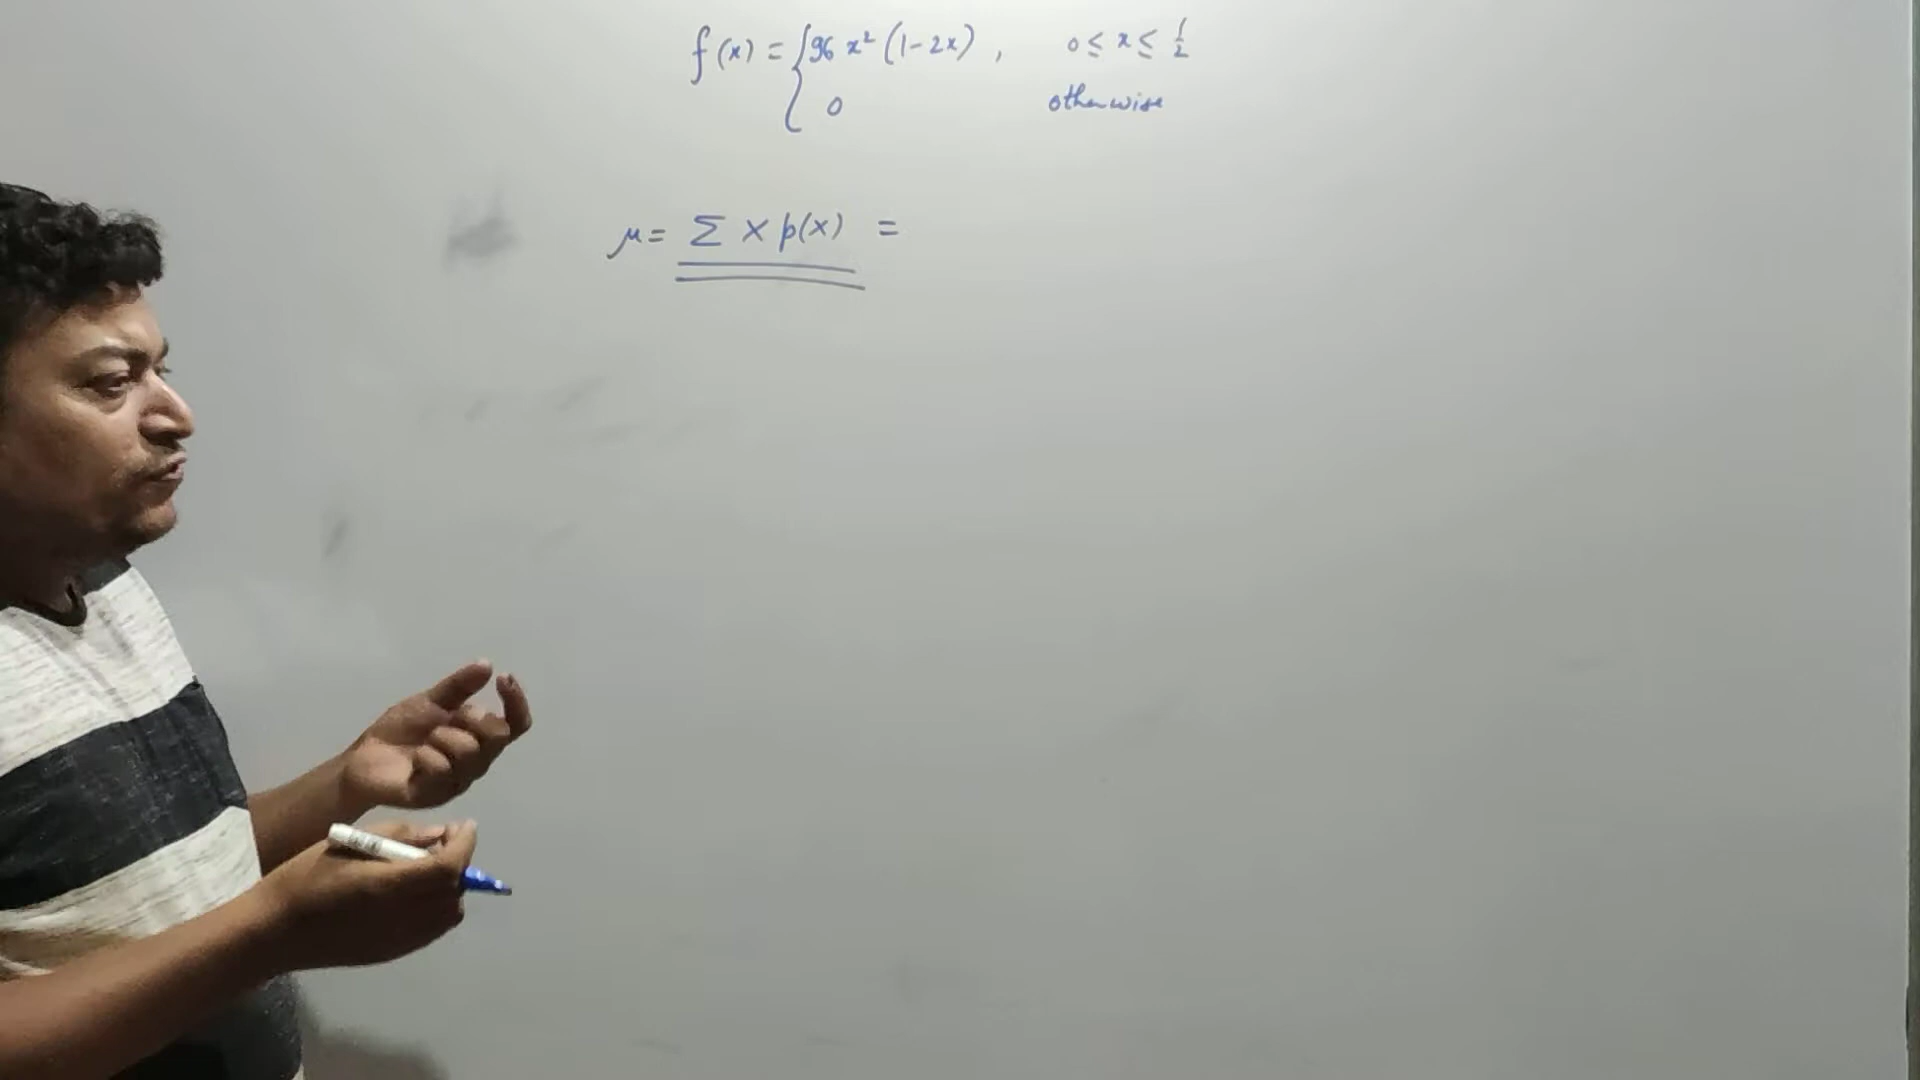 f(x) = { 96 x² (1-2x) , 0 ≤ x ≤ 1/2
0 otherwise
μ = Σ x p(x) =